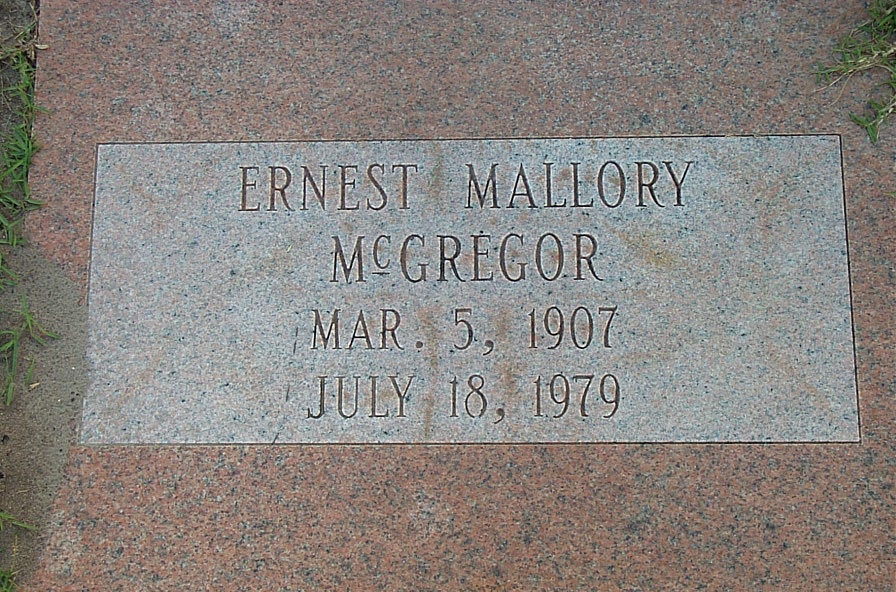 ERNEST MALLORY
McGREGOR
MAR. 5, 1907
JULY 18, 1979